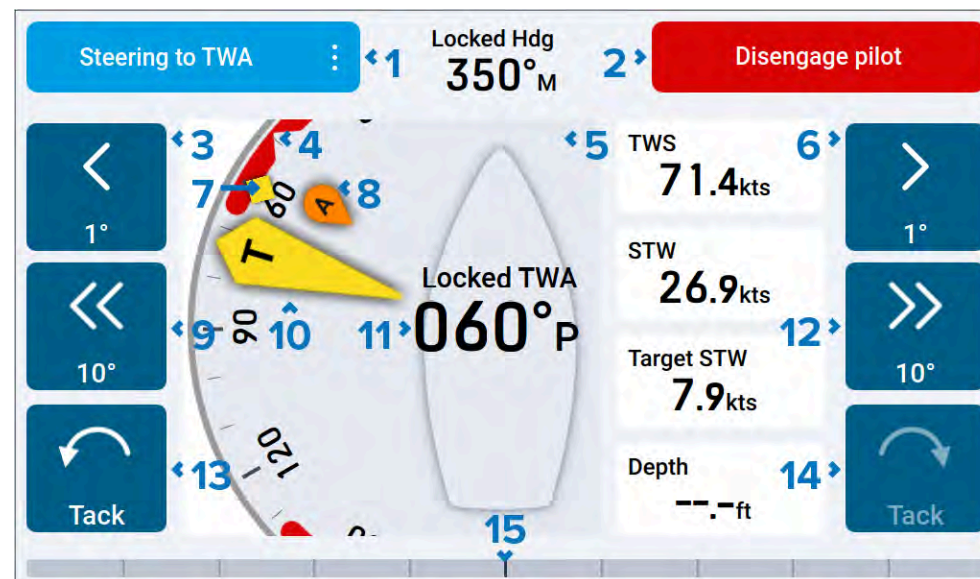 Steering to TWA
1
Locked Hdg
350°M
2
Disengage pilot
3
4
5
TWS
71.4kts
6
1°
7
60
A
8
1°
T
Locked TWA
060°P
STW
26.9kts
9
90
10
11
12
10°
Target STW
7.9kts
10°
120
13
Depth
--.-ft
14
Tack
15
Tack